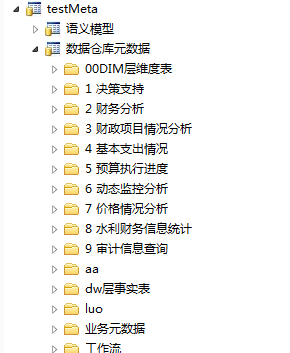 testMeta
语义模型
数据仓库元数据
00DIM层维度表
1 决策支持
2 财务分析
3 财政项目情况分析
4 基本支出情况
5 预算执行进度
6 动态监控分析
7 价格情况分析
8 水利财务信息统计
9 审计信息查询
aa
dw层事实表
luo
业务元数据
工作流